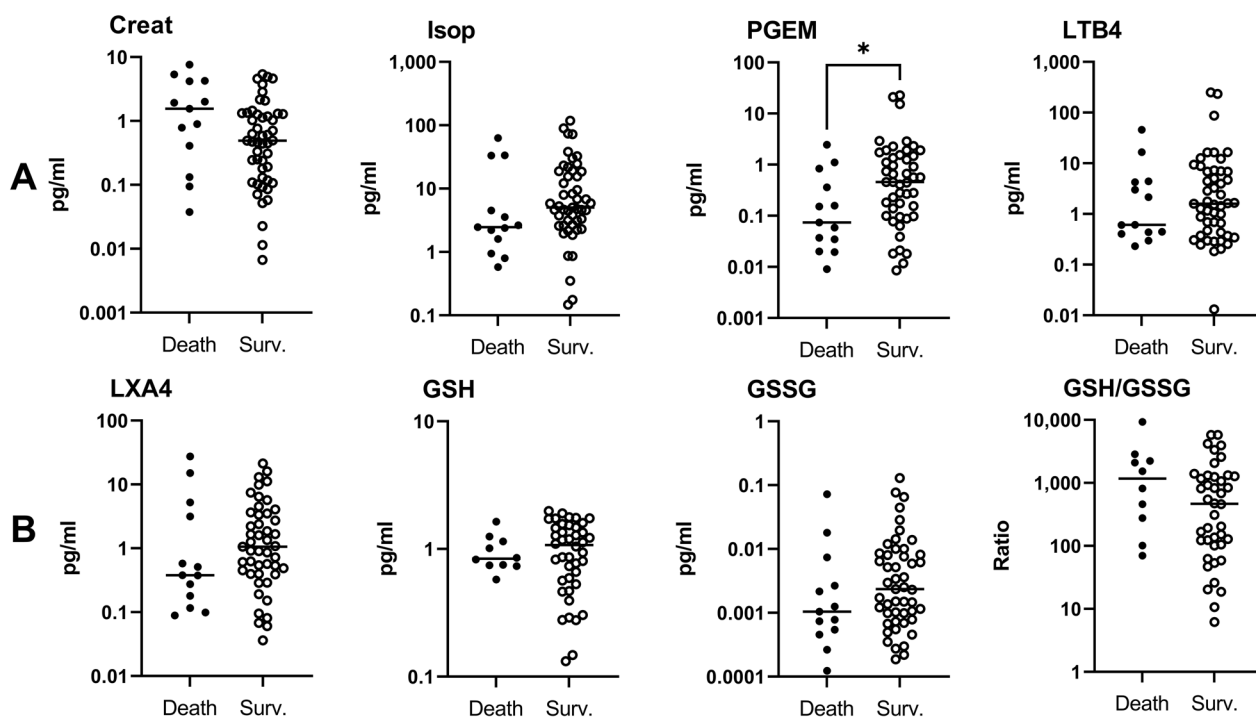 Creat
Isop
PGEM
LTB4
A
pg/ml
10
1
0.1
0.01
0.001
Death
Surv.
pg/ml
1,000
100
10
1
0.1
Death
Surv.
pg/ml
100
10
1
0.1
0.01
0.001
*
Death
Surv.
pg/ml
1,000
100
10
1
0.1
0.01
Death
Surv.
LXA4
GSH
GSSG
GSH/GSSG
B
pg/ml
100
10
1
0.1
0.01
Death
Surv.
pg/ml
10
1
0.1
Death
Surv.
pg/ml
1
0.1
0.01
0.001
0.0001
Death
Surv.
Ratio
10,000
1,000
100
10
1
Death
Surv.